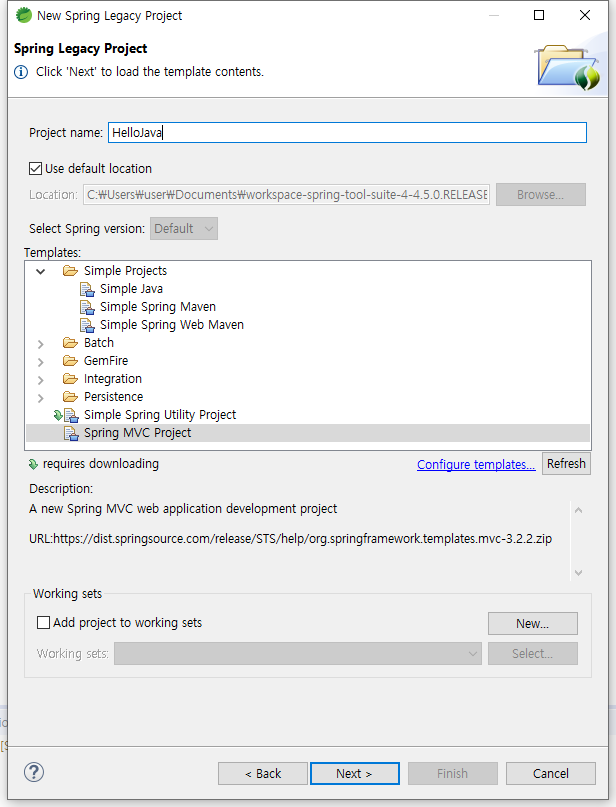 New Spring Legacy Project
Spring Legacy Project
Click 'Next' to load the template contents.
Project name: HelloJava
Use default location
Location: C:₩Users₩user₩Documents₩workspace-spring-tool-suite-4-4.5.0.RELEASE Browse...
Select Spring version: Default
Templates:
Simple Projects
Simple Java
Simple Spring Maven
Simple Spring Web Maven
Batch
GemFire
Integration
Persistence
Simple Spring Utility Project
Spring MVC Project
requires downloading Configure templates... Refresh
Description:
A new Spring MVC web application development project
URL:https://dist.springsource.com/release/STS/help/org.springframework.templates.mvc-3.2.2.zip
Working sets
Add project to working sets New...
Working sets: Select...
? < Back Next > Finish Cancel